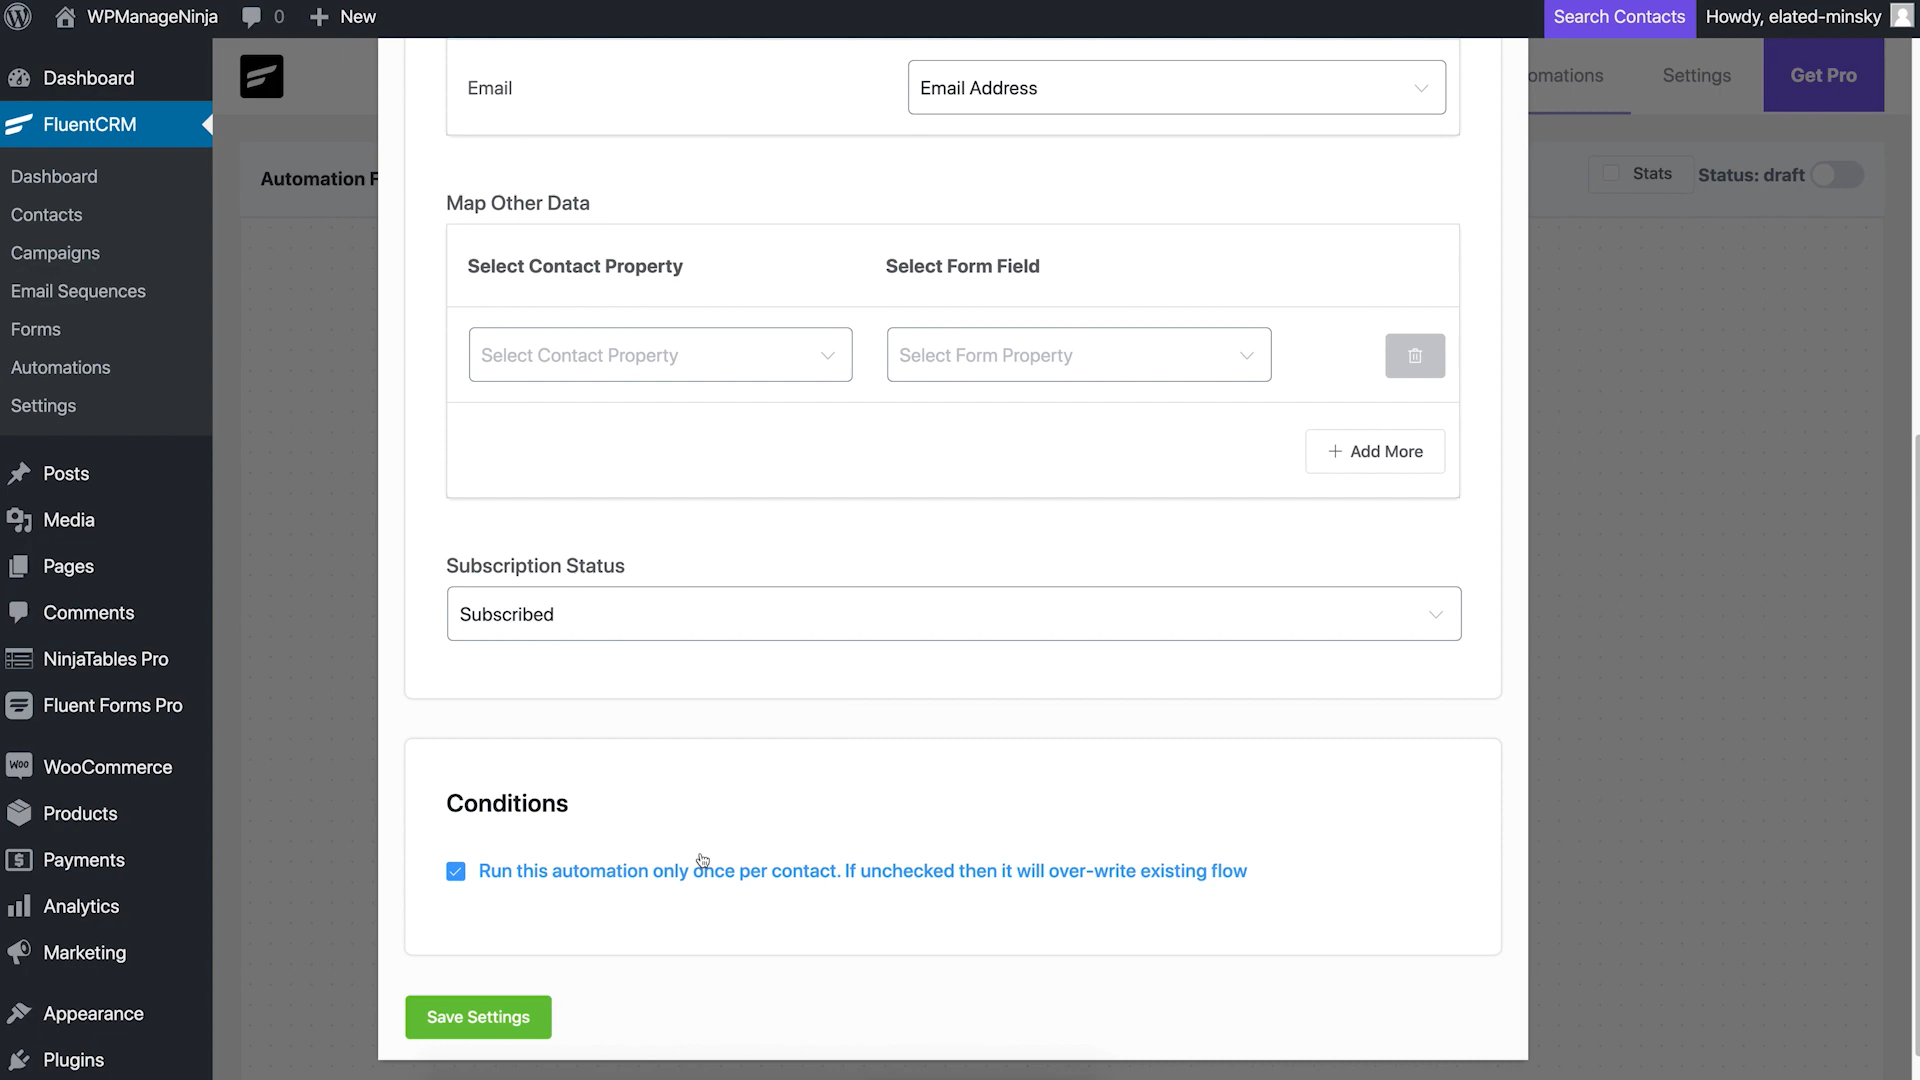 WPManageNinja 0 New Search Contacts Howdy, elated-minsky
Dashboard
FluentCRM
Dashboard
Contacts
Campaigns
Email Sequences
Forms
Automations
Settings
Posts
Media
Pages
Comments
NinjaTables Pro
Fluent Forms Pro
WooCommerce
Products
Payments
Analytics
Marketing
Appearance
Plugins
omations Settings Get Pro
Automation F
Stats Status: draft
Email Email Address
Map Other Data
Select Contact Property Select Form Field
Select Contact Property Select Form Property
Add More
Subscription Status
Subscribed
Conditions
Run this automation only once per contact. If unchecked then it will over-write existing flow
Save Settings